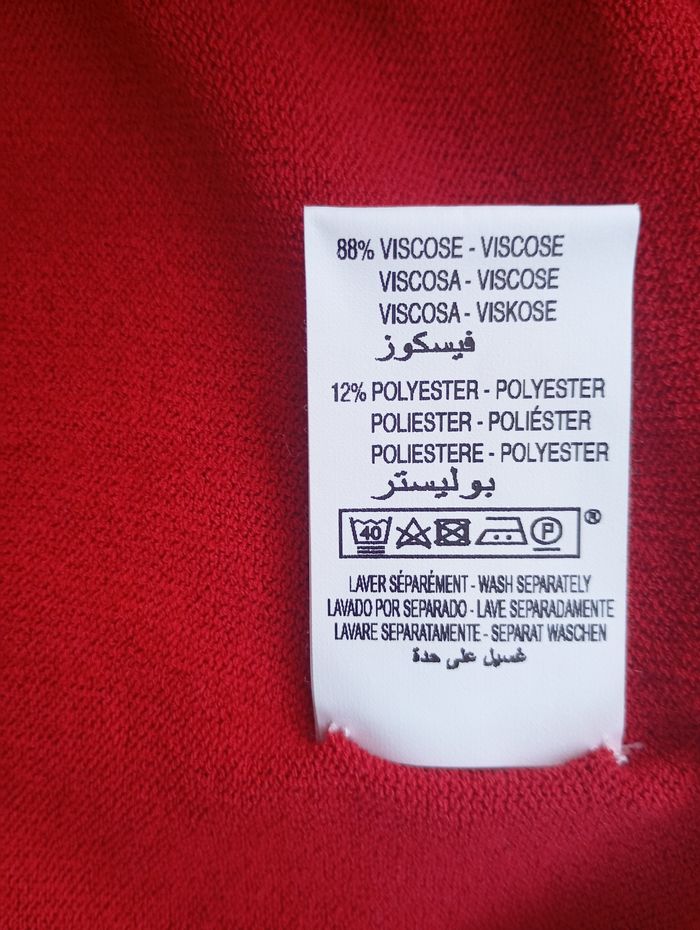 88% VISCOSE - VISCOSE
VISCOSA - VISCOSE
VISCOSA - VISKOSE
فيسكوز
12% POLYESTER - POLYESTER
POLIESTER - POLIÉSTER
POLIESTERE - POLYESTER
بوليستر
40 P ®
LAVER SÉPARÉMENT - WASH SEPARATELY
LAVADO POR SEPARADO - LAVE SEPARADAMENTE
LAVARE SEPARATAMENTE - SEPARAT WASCHEN
غسيل على حدة